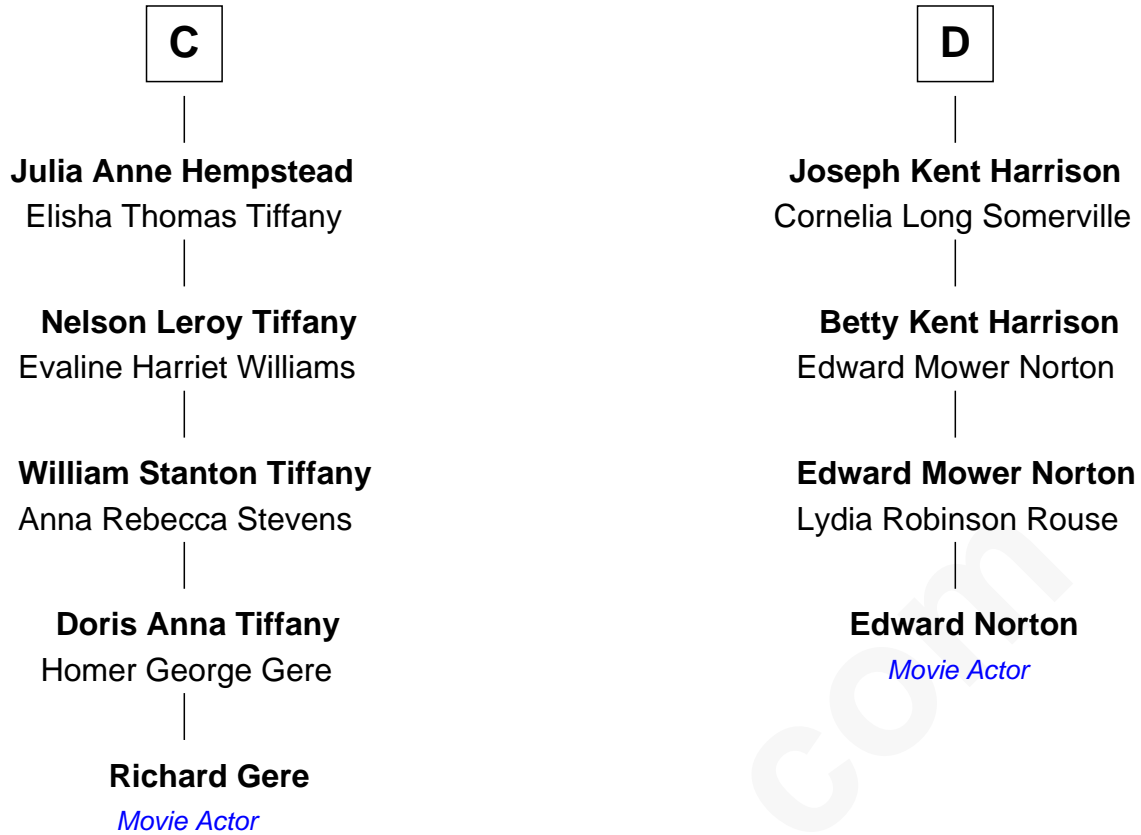 C
Julia Anne Hempstead
Elisha Thomas Tiffany
Nelson Leroy Tiffany
Evaline Harriet Williams
William Stanton Tiffany
Anna Rebecca Stevens
Doris Anna Tiffany
Homer George Gere
Richard Gere
Movie Actor
D
Joseph Kent Harrison
Cornelia Long Somerville
Betty Kent Harrison
Edward Mower Norton
Edward Mower Norton
Lydia Robinson Rouse
Edward Norton
Movie Actor
com